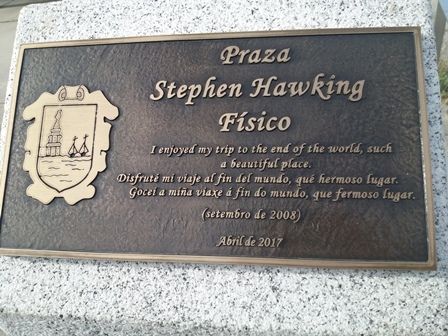 Praza
Stephen Hawking
Físico
I enjoyed my trip to the end of the world, such
a beautiful place.
Disfruté mi viaje al fin del mundo, qué hermoso lugar.
Gocei a miña viaxe á fin do mundo, que fermoso lugar.
(setembro de 2008)
Abril de 2017